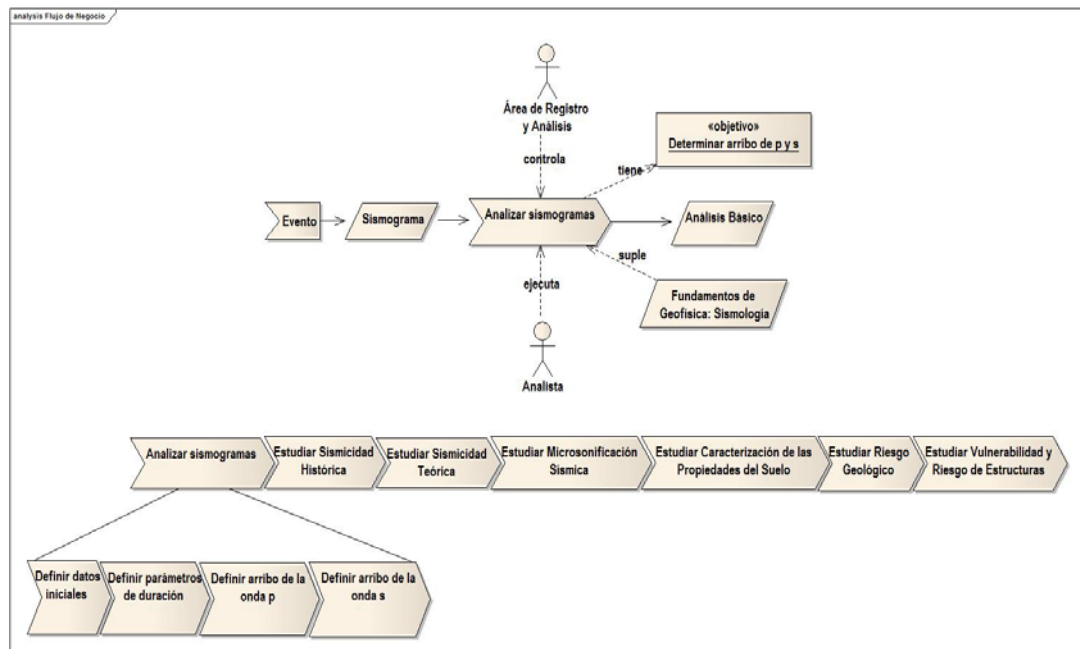 analysis Flujo de Negocio
Área de Registro
y Análisis
controla
«objetivo»
Determinar arribo de p y s
tiene
Evento
Sismograma
Analizar sismogramas
Análisis Básico
suple
ejecuta
Fundamentos de
Geofísica: Sismología
Analista
Analizar sismogramas
Estudiar Sismicidad
Histórica
Estudiar Sismicidad
Teórica
Estudiar Microsonificación
Sísmica
Estudiar Caracterización de las
Propiedades del Suelo
Estudiar Riesgo
Geológico
Estudiar Vulnerabilidad y
Riesgo de Estructuras
Definir datos
iniciales
Definir parámetros
de duración
Definir arribo de la
onda p
Definir arribo de la
onda s